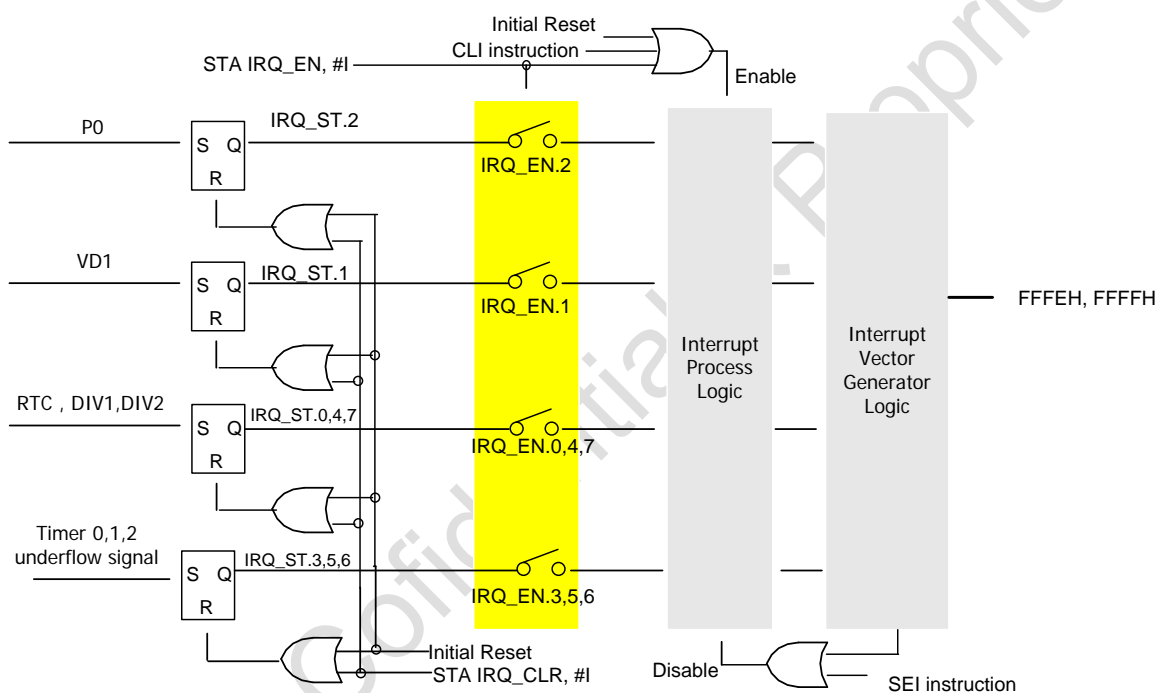 Initial Reset
CLI instruction
STA IRQ_EN, #I
Enable
P0
IRQ_ST.2
S Q
R
IRQ_EN.2
VD1
IRQ_ST.1
S Q
R
IRQ_EN.1
FFFEH, FFFFH
Interrupt
Process
Logic
Interrupt
Vector
Generator
Logic
RTC , DIV1,DIV2
IRQ_ST.0,4,7
S Q
R
IRQ_EN.0,4,7
Timer 0,1,2
underflow signal
IRQ_ST.3,5,6
S Q
R
IRQ_EN.3,5,6
Initial Reset
STA IRQ_CLR, #I
Disable
SEI instruction